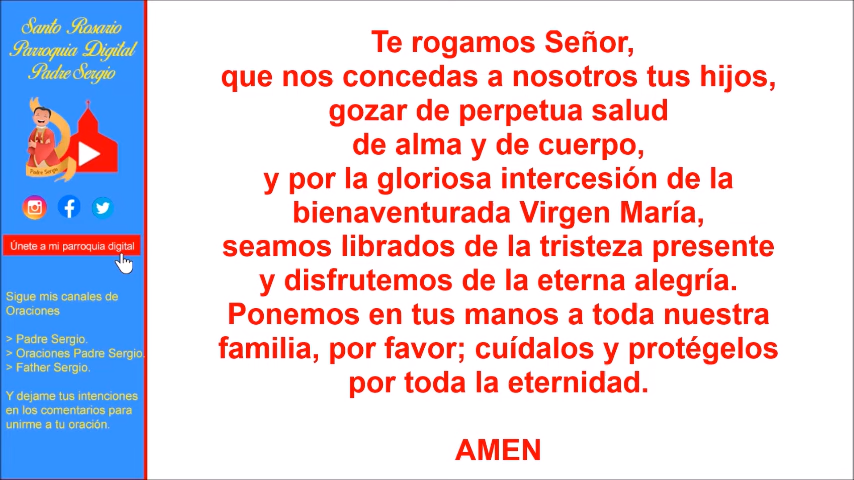 Santo Rosario
Parroquia Digital
Padre Sergio
Padre Sergio
Únete a mi parroquia digital
Sigue mis canales de
Oraciones
> Padre Sergio.
> Oraciones Padre Sergio.
> Father Sergio.
Y dejame tus intenciones
en los comentarios para
unirme a tu oración.
Te rogamos Señor,
que nos concedas a nosotros tus hijos,
gozar de perpetua salud
de alma y de cuerpo,
y por la gloriosa intercesión de la
bienaventurada Virgen María,
seamos librados de la tristeza presente
y disfrutemos de la eterna alegría.
Ponemos en tus manos a toda nuestra
familia, por favor; cuídalos y protégelos
por toda la eternidad.
AMEN